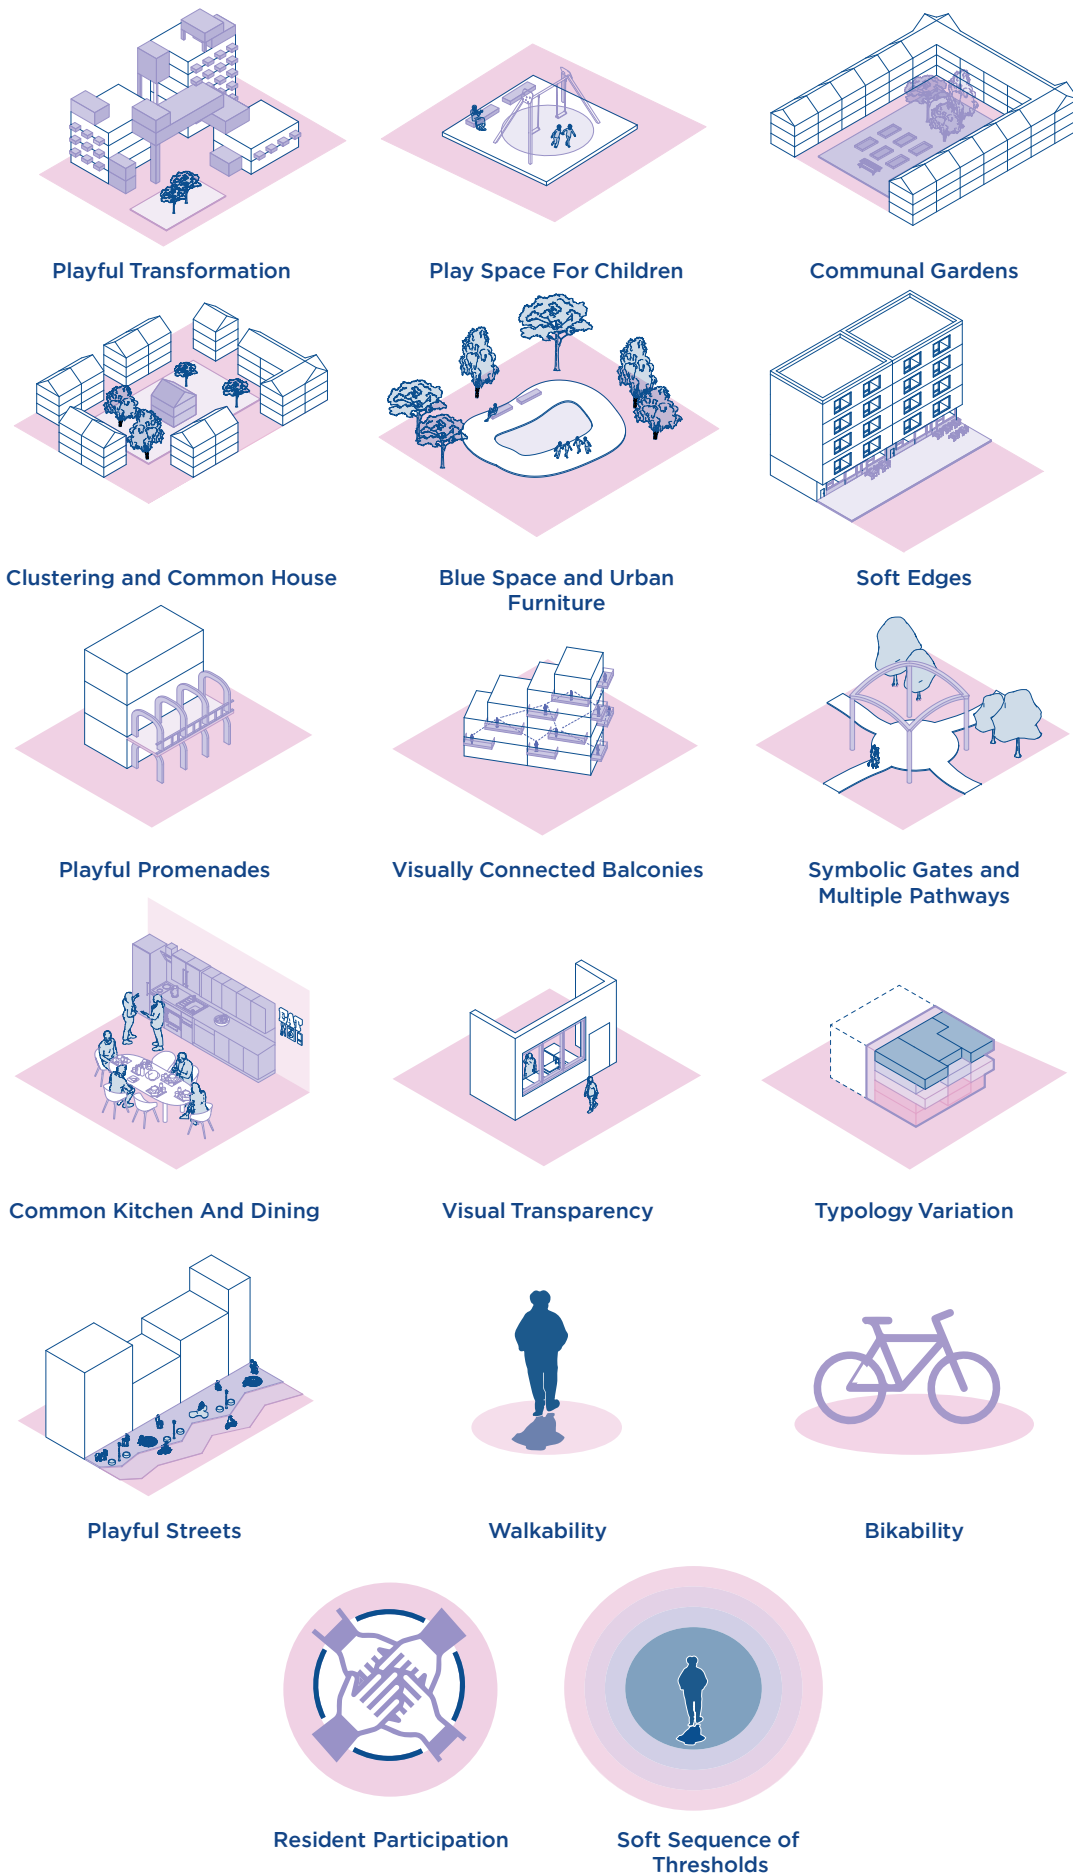 Playful Transformation
Play Space For Children
Communal Gardens
Clustering and Common House
Blue Space and Urban
Furniture
Soft Edges
Playful Promenades
Visually Connected Balconies
Symbolic Gates and
Multiple Pathways
EAT
Common Kitchen And Dining
Visual Transparency
Typology Variation
Playful Streets
Walkability
Bikability
Resident Participation
Soft Sequence of
Thresholds